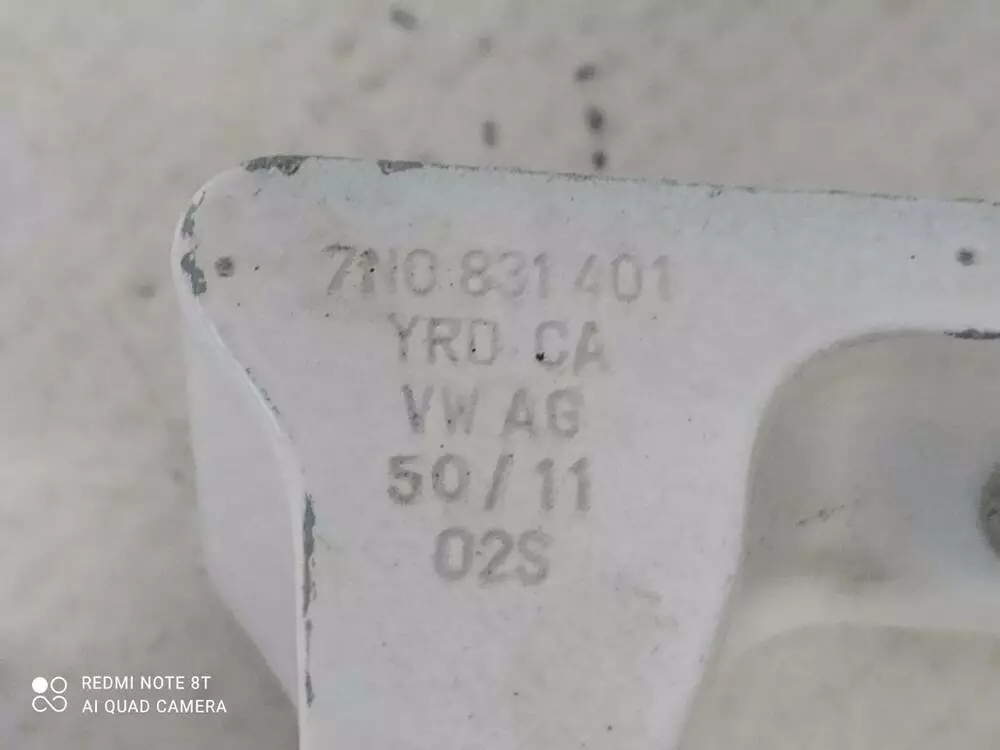 7N0 831 401
YRD CA
VW AG
50/11
02S
REDMI NOTE 8T
AI QUAD CAMERA